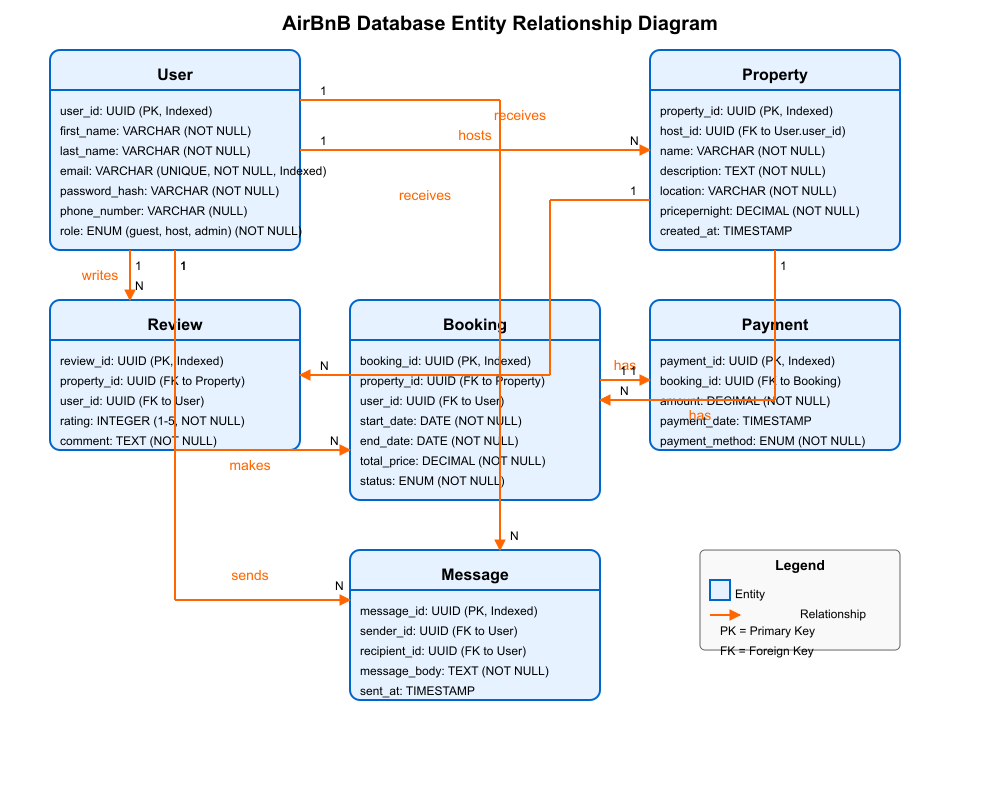 AirBnB Database Entity Relationship Diagram
User
user_id: UUID (PK, Indexed)
first_name: VARCHAR (NOT NULL)
last_name: VARCHAR (NOT NULL)
email: VARCHAR (UNIQUE, NOT NULL, Indexed)
password_hash: VARCHAR (NOT NULL)
phone_number: VARCHAR (NULL)
role: ENUM (guest, host, admin) (NOT NULL)
Property
property_id: UUID (PK, Indexed)
host_id: UUID (FK to User.user_id)
name: VARCHAR (NOT NULL)
description: TEXT (NOT NULL)
location: VARCHAR (NOT NULL)
pricepernight: DECIMAL (NOT NULL)
created_at: TIMESTAMP
1
receives
1
hosts
N
receives
1
writes
1
N
1
1
Review
review_id: UUID (PK, Indexed)
property_id: UUID (FK to Property)
user_id: UUID (FK to User)
rating: INTEGER (1-5, NOT NULL)
comment: TEXT (NOT NULL)
N
Booking
booking_id: UUID (PK, Indexed)
property_id: UUID (FK to Property)
user_id: UUID (FK to User)
start_date: DATE (NOT NULL)
end_date: DATE (NOT NULL)
total_price: DECIMAL (NOT NULL)
status: ENUM (NOT NULL)
has
1 1
N
Payment
payment_id: UUID (PK, Indexed)
booking_id: UUID (FK to Booking)
amount: DECIMAL (NOT NULL)
has
payment_date: TIMESTAMP
payment_method: ENUM (NOT NULL)
N
makes
N
sends
N
Message
message_id: UUID (PK, Indexed)
sender_id: UUID (FK to User)
recipient_id: UUID (FK to User)
message_body: TEXT (NOT NULL)
sent_at: TIMESTAMP
Legend
Entity
Relationship
PK = Primary Key
FK = Foreign Key